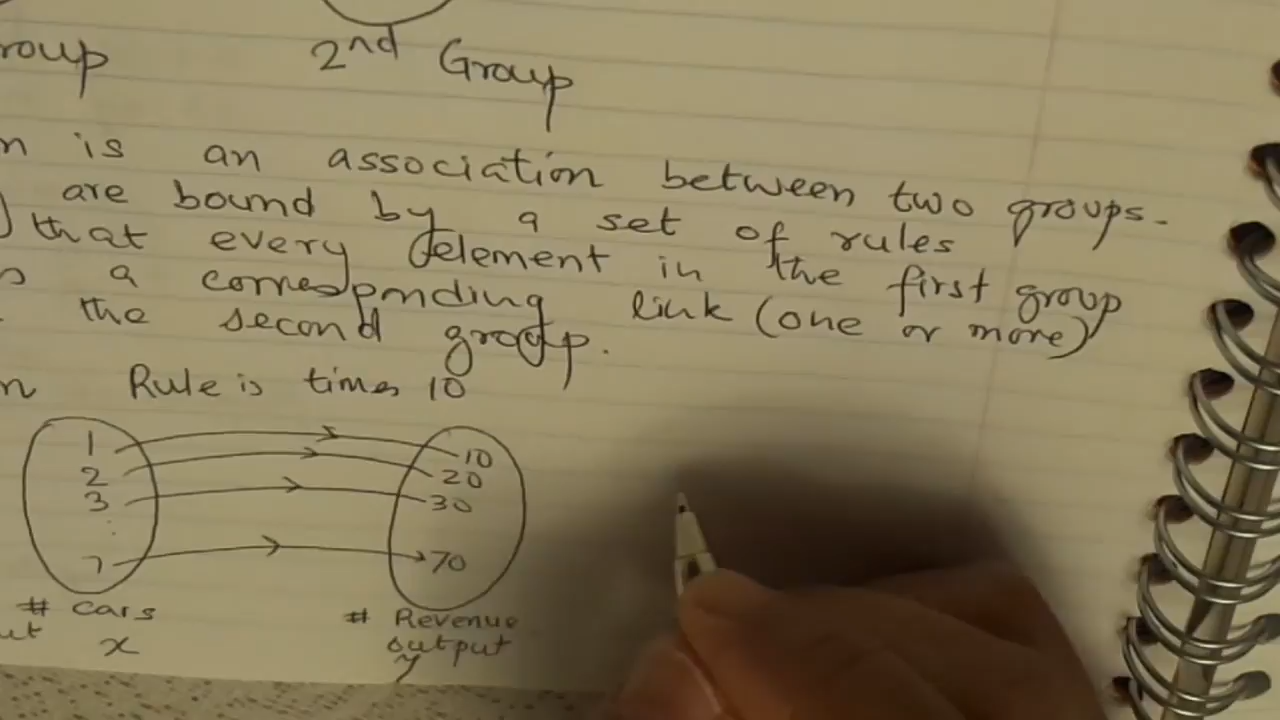 roup 2nd Group
n is an association between two groups.
) are bound by a set of rules
that every element in the first group
s a corresponding link (one or more)
the second group.
n Rule is times 10
1 10
2 20
3 30
7 70
# Cars # Revenue
ut output
x y